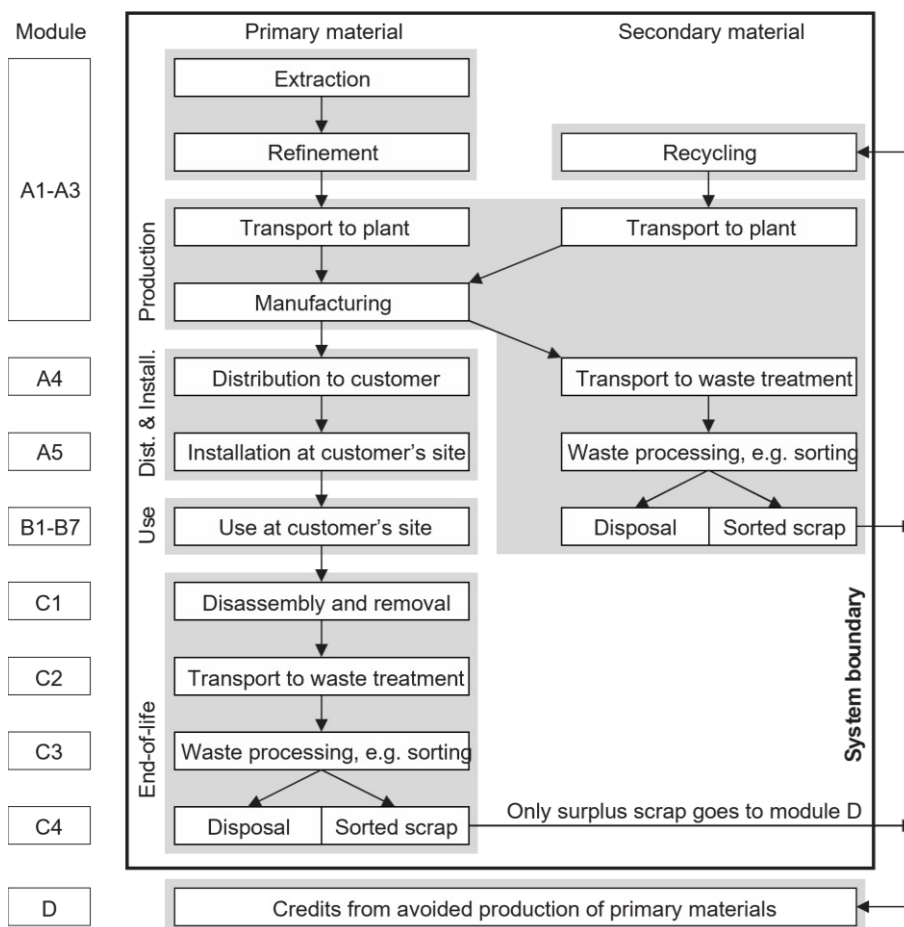 Module
Primary material
Secondary material
Extraction
Refinement
Recycling
A1-A3
Transport to plant
Transport to plant
Production
Manufacturing
A4
Dist. & Install.
Distribution to customer
Transport to waste treatment
A5
Installation at customer's site
Waste processing, e.g. sorting
B1-B7
Use
Use at customer's site
Disposal
Sorted scrap
C1
Disassembly and removal
C2
Transport to waste treatment
System boundary
End-of-life
C3
Waste processing, e.g. sorting
C4
Disposal
Sorted scrap
Only surplus scrap goes to module D
D
Credits from avoided production of primary materials